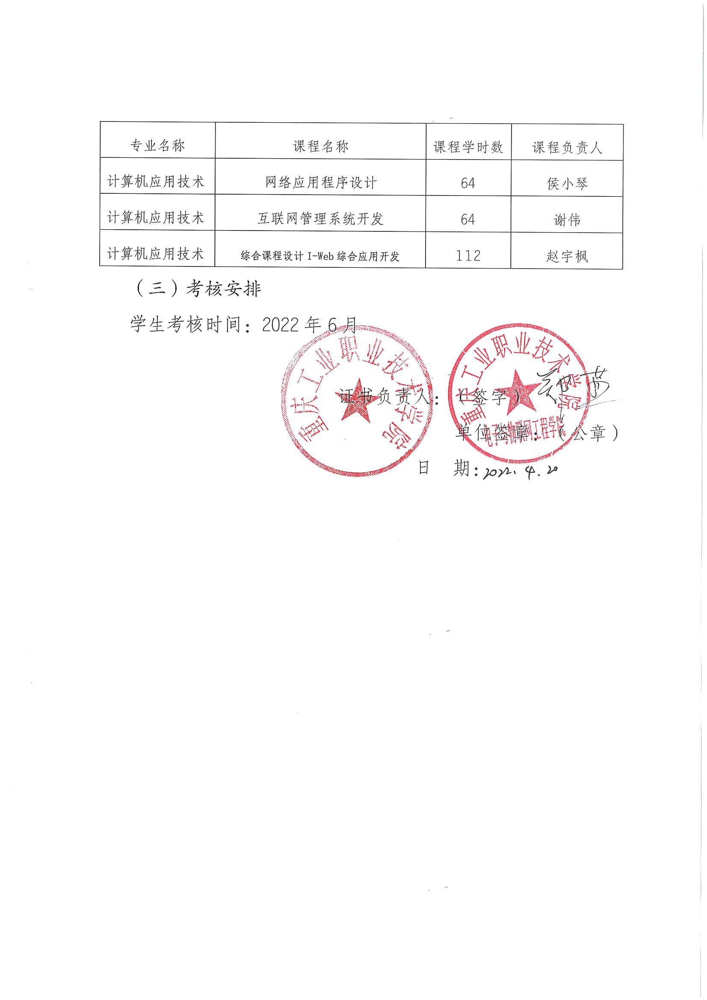 专业名称 课程名称 课程学时数 课程负责人
计算机应用技术 网络应用程序设计 64 侯小琴
计算机应用技术 互联网管理系统开发 64 谢伟
计算机应用技术 综合课程设计 I-Web 综合应用开发 112 赵宇枫
（三）考核安排
学生考核时间：2022 年 6 月
重庆工业职业技术学院
重庆工业职业技术学院
证书负责人：（签字）
电子与物联网工程学院
单位签章：（公章）
日 期：2022.4.20